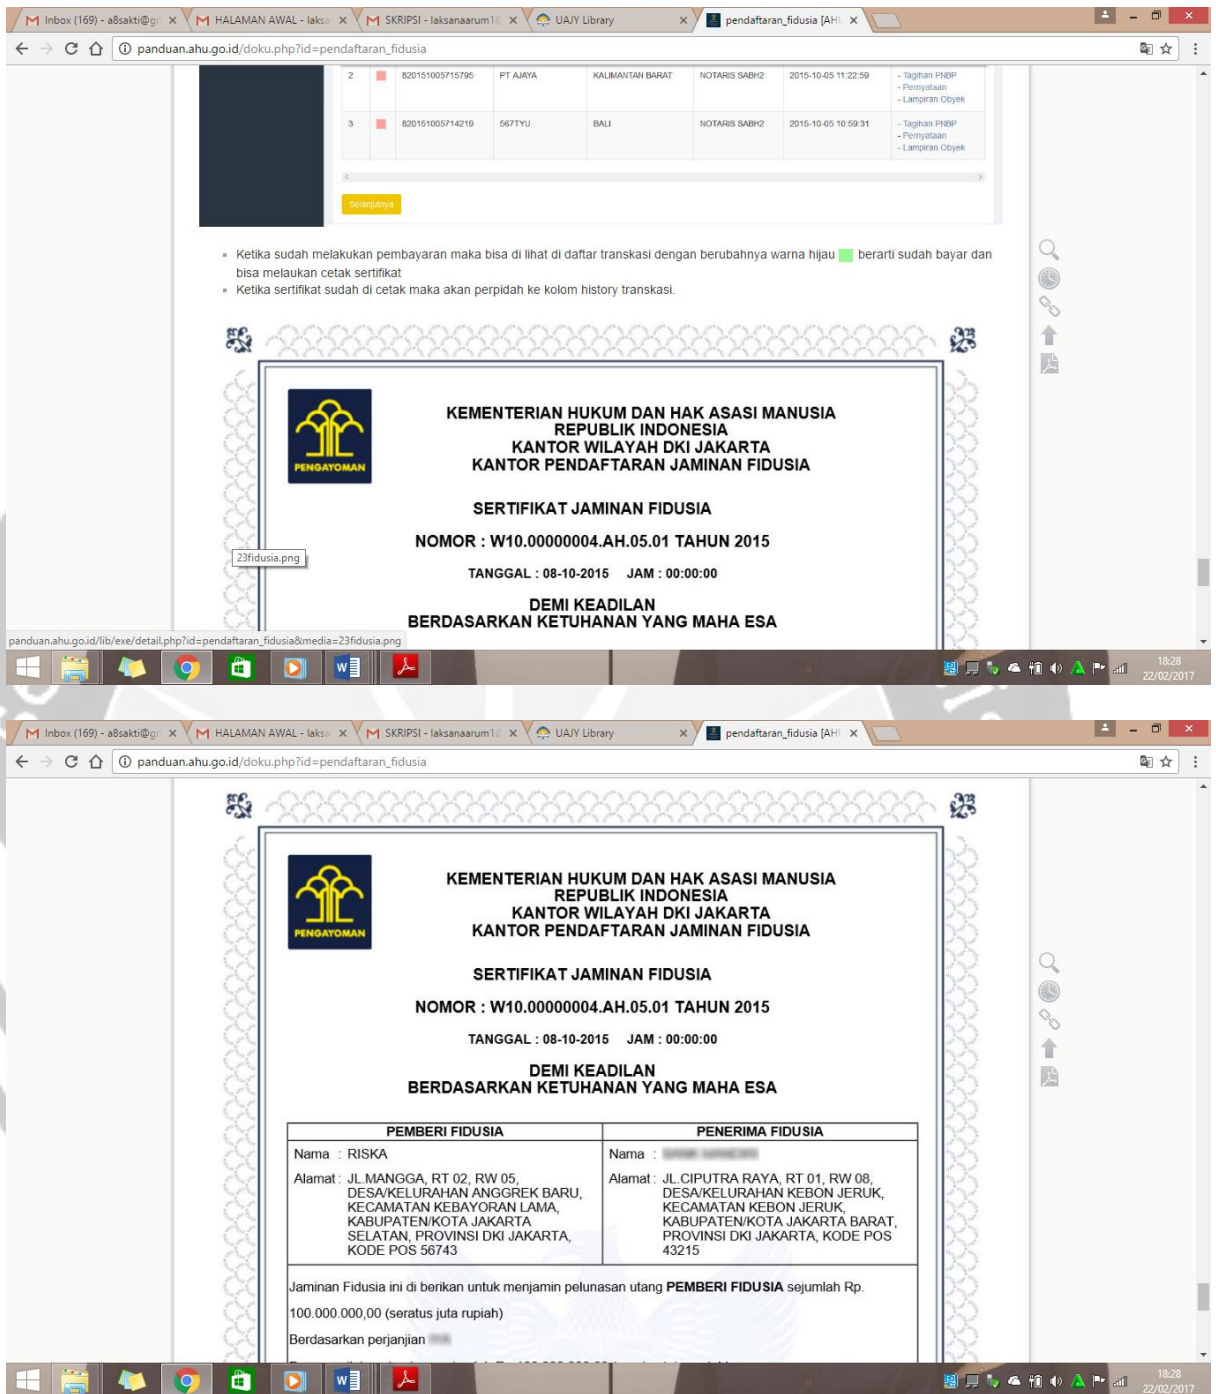 Inbox (169) - a8sakti@g
HALAMAN AWAL - laks
SKRIPSI - laksanaarum1
UAJY Library
pendaftaran_fidusia [AH
panduan.ahu.go.id/doku.php?id=pendaftaran_fidusia
2 820151005715795 PT AJAYA KALIMANTAN BARAT NOTARIS SABH2 2015-10-05 11:22:59 - Tagihan PNBP
- Pernyataan
- Lampiran Obyek
3 820151005714219 567TYU BALI NOTARIS SABH2 2015-10-05 10:59:31 - Tagihan PNBP
- Pernyataan
- Lampiran Obyek
Selanjutnya
Ketika sudah melakukan pembayaran maka bisa di lihat di daftar transkasi dengan berubahnya warna hijau berarti sudah bayar dan
bisa melaukan cetak sertifikat
Ketika sertifikat sudah di cetak maka akan perpidah ke kolom history transkasi.
PENGAYOMAN
KEMENTERIAN HUKUM DAN HAK ASASI MANUSIA
REPUBLIK INDONESIA
KANTOR WILAYAH DKI JAKARTA
KANTOR PENDAFTARAN JAMINAN FIDUSIA
SERTIFIKAT JAMINAN FIDUSIA
NOMOR : W10.00000004.AH.05.01 TAHUN 2015
23fidusia.png
TANGGAL : 08-10-2015 JAM : 00:00:00
DEMI KEADILAN
BERDASARKAN KETUHANAN YANG MAHA ESA
panduan.ahu.go.id/lib/exe/detail.php?id=pendaftaran_fidusia&media=23fidusia.png
18:28
22/02/2017
Inbox (169) - a8sakti@g
HALAMAN AWAL - laks
SKRIPSI - laksanaarum1
UAJY Library
pendaftaran_fidusia [AH
panduan.ahu.go.id/doku.php?id=pendaftaran_fidusia
PENGAYOMAN
KEMENTERIAN HUKUM DAN HAK ASASI MANUSIA
REPUBLIK INDONESIA
KANTOR WILAYAH DKI JAKARTA
KANTOR PENDAFTARAN JAMINAN FIDUSIA
SERTIFIKAT JAMINAN FIDUSIA
NOMOR : W10.00000004.AH.05.01 TAHUN 2015
TANGGAL : 08-10-2015 JAM : 00:00:00
DEMI KEADILAN
BERDASARKAN KETUHANAN YANG MAHA ESA
PEMBERI FIDUSIA
Nama : RISKA
Alamat : JL.MANGGA, RT 02, RW 05,
DESA/KELURAHAN ANGGREK BARU,
KECAMATAN KEBAYORAN LAMA,
KABUPATEN/KOTA JAKARTA
SELATAN, PROVINSI DKI JAKARTA,
KODE POS 56743
PENERIMA FIDUSIA
Nama :
Alamat : JL.CIPUTRA RAYA, RT 01, RW 08,
DESA/KELURAHAN KEBON JERUK,
KECAMATAN KEBON JERUK,
KABUPATEN/KOTA JAKARTA BARAT,
PROVINSI DKI JAKARTA, KODE POS
43215
Jaminan Fidusia ini di berikan untuk menjamin pelunasan utang PEMBERI FIDUSIA sejumlah Rp.
100.000.000,00 (seratus juta rupiah)
Berdasarkan perjanjian
18:28
22/02/2017